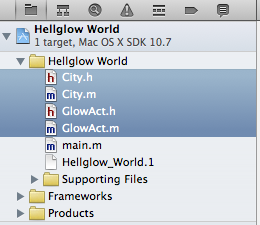 Hellglow World
1 target, Mac OS X SDK 10.7
Hellglow World
h City.h
m City.m
h GlowAct.h
m GlowAct.m
m main.m
Hellglow_World.1
Supporting Files
Frameworks
Products